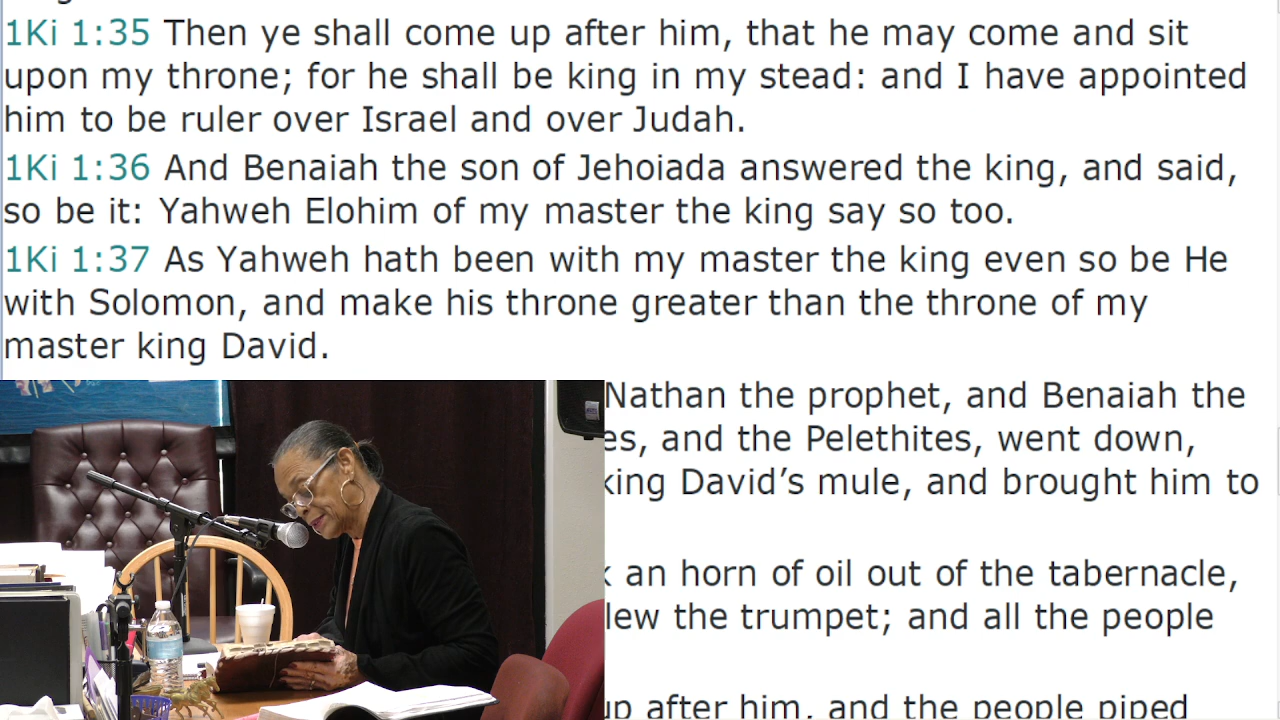 1Ki 1:35 Then ye shall come up after him, that he may come and sit
upon my throne; for he shall be king in my stead: and I have appointed
him to be ruler over Israel and over Judah.
1Ki 1:36 And Benaiah the son of Jehoiada answered the king, and said,
so be it: Yahweh Elohim of my master the king say so too.
1Ki 1:37 As Yahweh hath been with my master the king even so be He
with Solomon, and make his throne greater than the throne of my
master king David.
Nathan the prophet, and Benaiah the
es, and the Pelethites, went down,
king David’s mule, and brought him to
an horn of oil out of the tabernacle,
lew the trumpet; and all the people
up after him, and the people piped